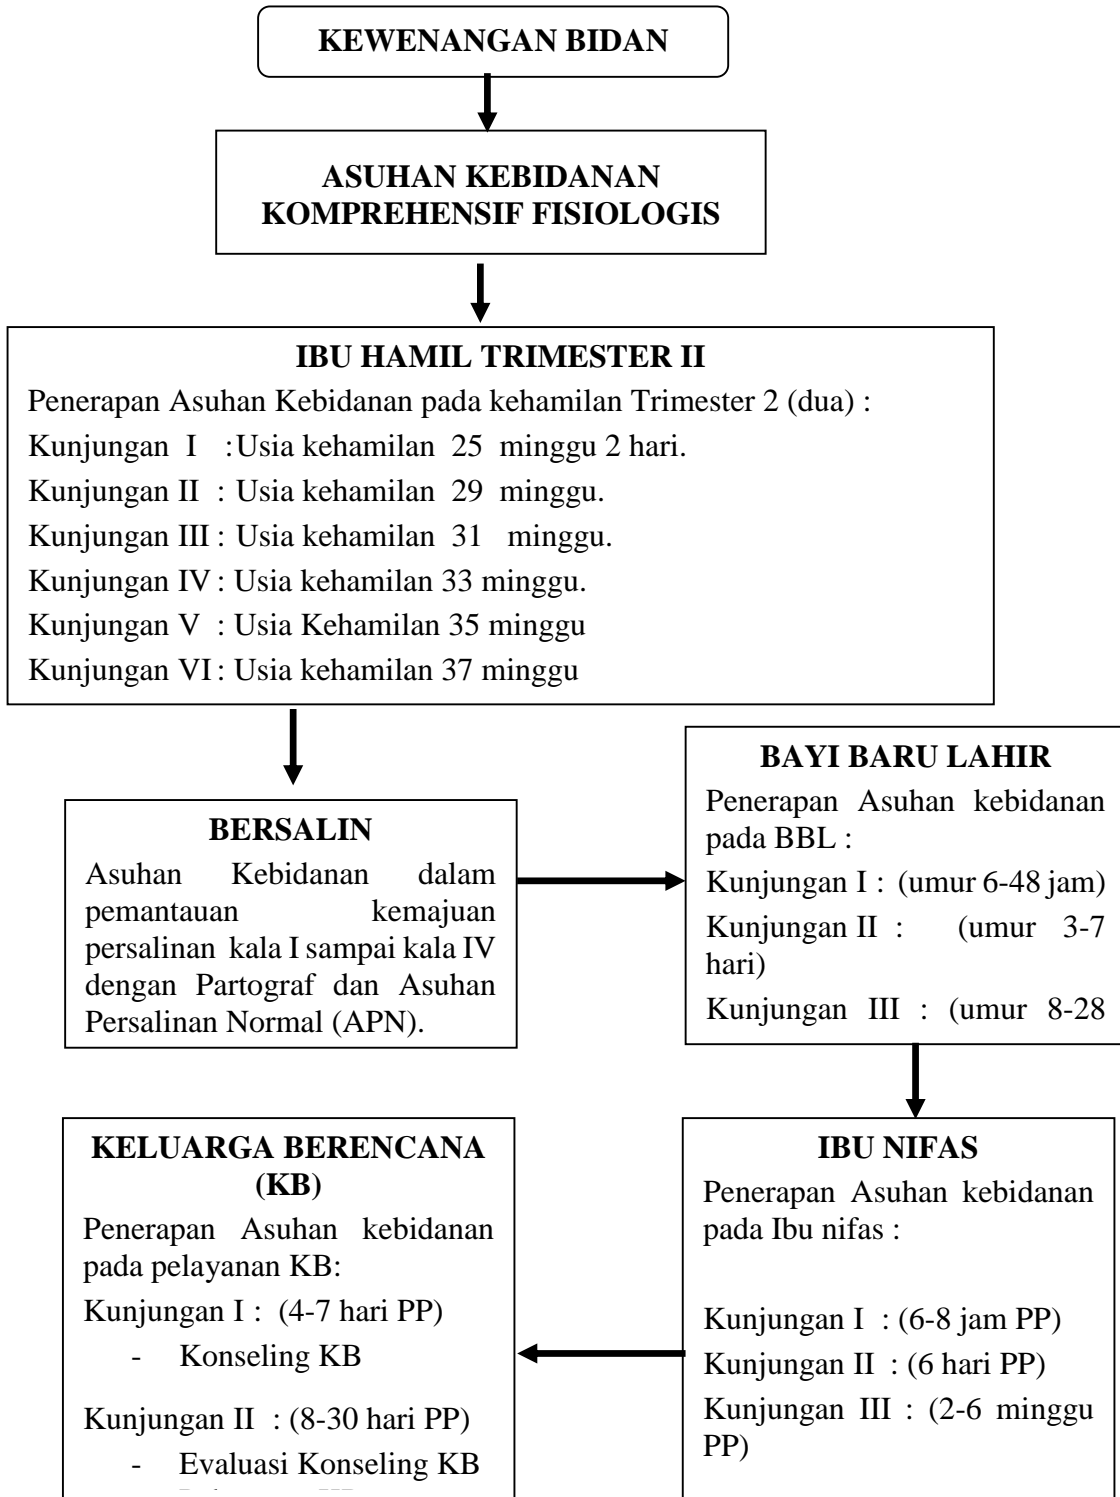 KEWENANGAN BIDAN
ASUHAN KEBIDANAN
KOMPREHENSIF FISIOLOGIS
IBU HAMIL TRIMESTER II
Penerapan Asuhan Kebidanan pada kehamilan Trimester 2 (dua) :
Kunjungan I : Usia kehamilan 25 minggu 2 hari.
Kunjungan II : Usia kehamilan 29 minggu.
Kunjungan III : Usia kehamilan 31 minggu.
Kunjungan IV : Usia kehamilan 33 minggu.
Kunjungan V : Usia Kehamilan 35 minggu
Kunjungan VI : Usia kehamilan 37 minggu
BERSALIN
Asuhan Kebidanan dalam
pemantauan kemajuan
persalinan kala I sampai kala IV
dengan Partograf dan Asuhan
Persalinan Normal (APN).
BAYI BARU LAHIR
Penerapan Asuhan kebidanan
pada BBL :
Kunjungan I : (umur 6-48 jam)
Kunjungan II : (umur 3-7
hari)
Kunjungan III : (umur 8-28
IBU NIFAS
Penerapan Asuhan kebidanan
pada Ibu nifas :
Kunjungan I : (6-8 jam PP)
Kunjungan II : (6 hari PP)
Kunjungan III : (2-6 minggu
PP)
KELUARGA BERENCANA
(KB)
Penerapan Asuhan kebidanan
pada pelayanan KB:
Kunjungan I : (4-7 hari PP)
- Konseling KB
Kunjungan II : (8-30 hari PP)
- Evaluasi Konseling KB